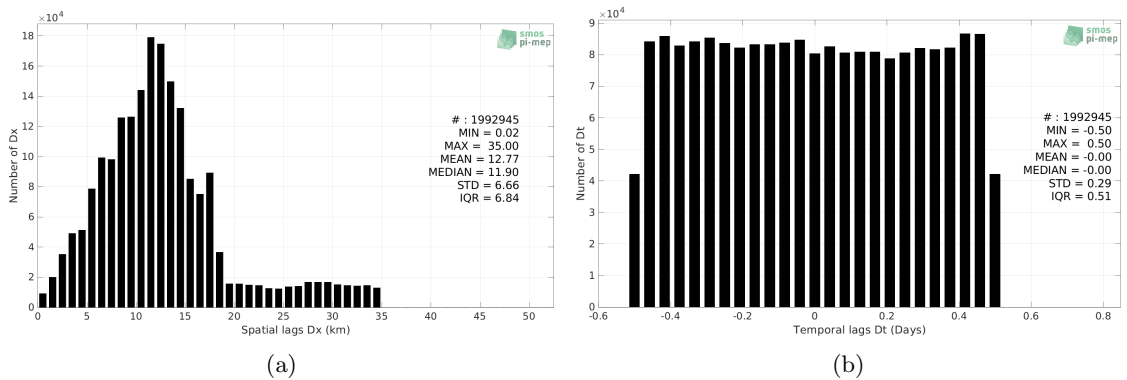 ×10⁴
18
16
14
12
10
8
6
4
2
0
Number of Dx
0 5 10 15 20 25 30 35 40 45 50
Spatial lags Dx (km)
smos
pi-mep
# : 1992945
MIN = 0.02
MAX = 35.00
MEAN = 12.77
MEDIAN = 11.90
STD = 6.66
IQR = 6.84
(a)
×10⁴
9
8
7
6
5
4
3
2
1
0
Number of Dt
-0.6 -0.4 -0.2 0 0.2 0.4 0.6 0.8
Temporal lags Dt (Days)
smos
pi-mep
# : 1992945
MIN = -0.50
MAX = 0.50
MEAN = -0.00
MEDIAN = -0.00
STD = 0.29
IQR = 0.51
(b)